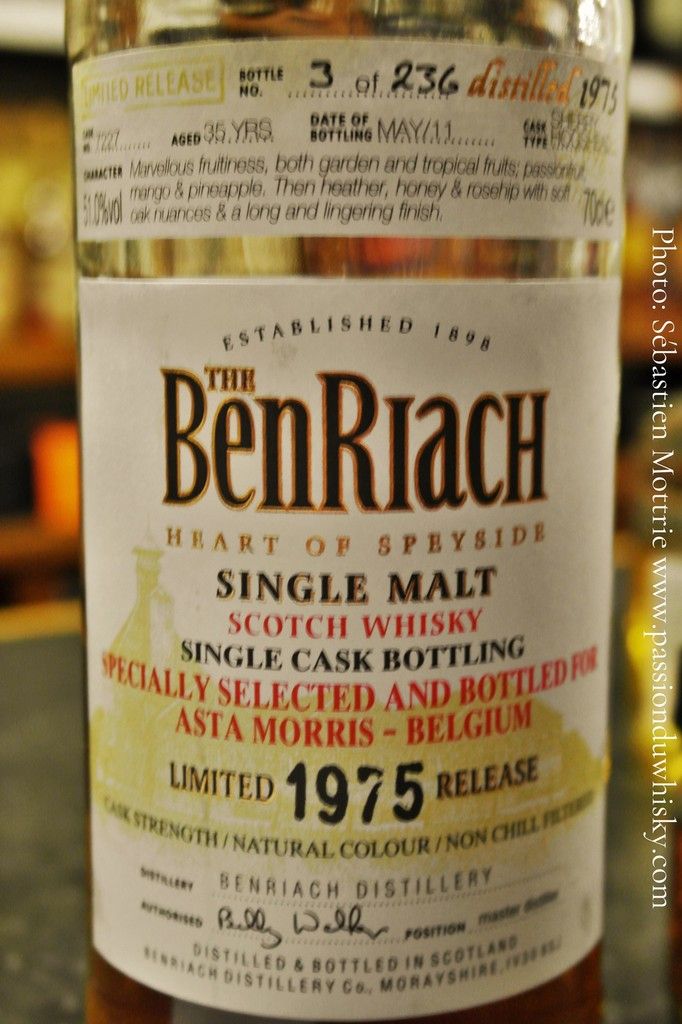 LIMITED RELEASE BOTTLE NO. 3 of 236 distilled 1975
CASK NO. 7227 AGED 35 YRS DATE OF BOTTLING MAY/11 CASK TYPE SHERRY HOGSHEAD
CHARACTER Marvellous fruitiness, both garden and tropical fruits; passionfruit,
mango & pineapple. Then heather, honey & rosehip with soft
51.0%vol oak nuances & a long and lingering finish. 70cl e
ESTABLISHED 1898
THE
BENRIACH
HEART OF SPEYSIDE
SINGLE MALT
SCOTCH WHISKY
SINGLE CASK BOTTLING
SPECIALLY SELECTED AND BOTTLED FOR
ASTA MORRIS - BELGIUM
LIMITED 1975 RELEASE
CASK STRENGTH / NATURAL COLOUR / NON CHILL FILTERED
DISTILLERY BENRIACH DISTILLERY
AUTHORISED Billy Walker POSITION master distiller
DISTILLED & BOTTLED IN SCOTLAND
BENRIACH DISTILLERY Co., MORAYSHIRE,
Photo: Sébastien Mottrie www.passionduwhisky.com